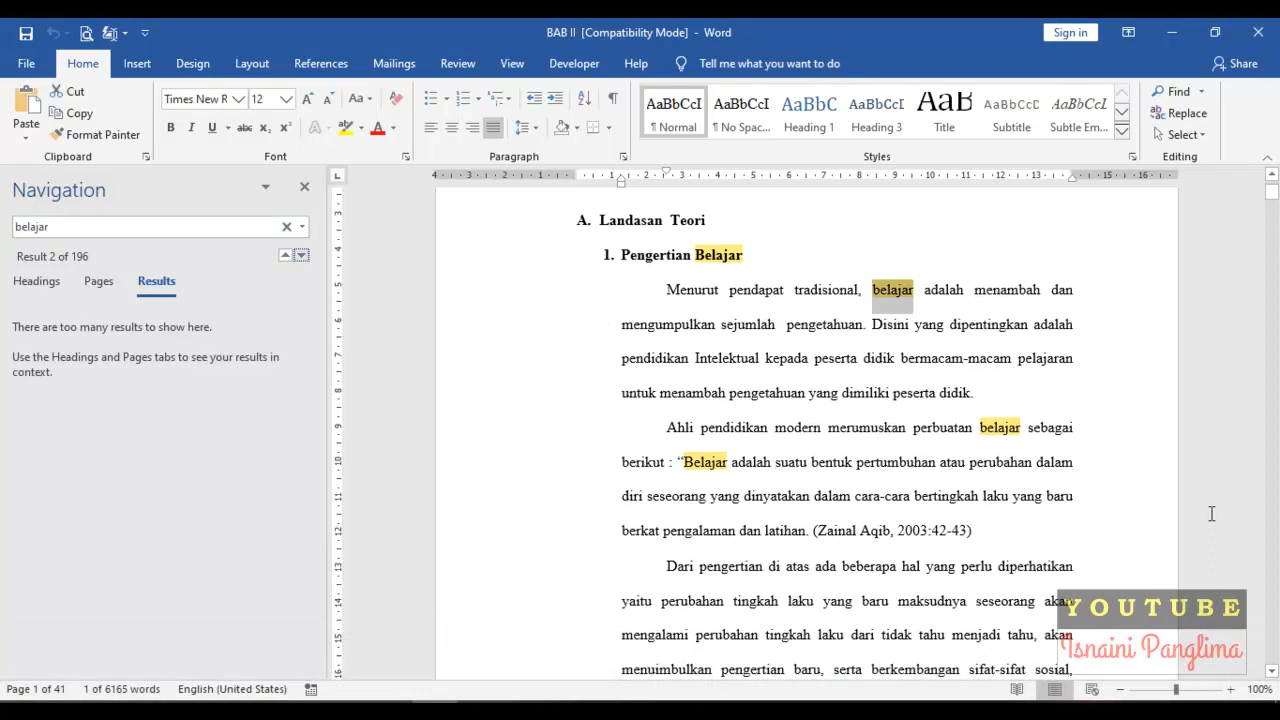 BAB II [Compatibility Mode] - Word
Sign in
File Home Insert Design Layout References Mailings Review View Developer Help Tell me what you want to do Share
Paste
Cut
Copy
Format Painter
Clipboard
Times New R 12
Font
Paragraph
AaBbCcI AaBbCcI AaBbC AaBbCcI AaB AaBbCcI AaBbCcI
¶ Normal ¶ No Spac... Heading 1 Heading 3 Title Subtitle Subtle Em...
Styles
Find
Replace
Select
Editing
Navigation
belajar
Result 2 of 196
Headings Pages Results
There are too many results to show here.
Use the Headings and Pages tabs to see your results in
context.
A. Landasan Teori
1. Pengertian Belajar
Menurut pendapat tradisional, belajar adalah menambah dan
mengumpulkan sejumlah pengetahuan. Disini yang dipentingkan adalah
pendidikan Intelektual kepada peserta didik bermacam-macam pelajaran
untuk menambah pengetahuan yang dimiliki peserta didik.
Ahli pendidikan modern merumuskan perbuatan belajar sebagai
berikut : “Belajar adalah suatu bentuk pertumbuhan atau perubahan dalam
diri seseorang yang dinyatakan dalam cara-cara bertingkah laku yang baru
berkat pengalaman dan latihan. (Zainal Aqib, 2003:42-43)
Dari pengertian di atas ada beberapa hal yang perlu diperhatikan
yaitu perubahan tingkah laku yang baru maksudnya seseorang akan
mengalami perubahan tingkah laku dari tidak tahu menjadi tahu, akan
menuimbulkan pengertian baru, serta berkembangan sifat-sifat sosial,
YOUTUBE
Isnaini Panglima
Page 1 of 41 1 of 6165 words English (United States) 100%